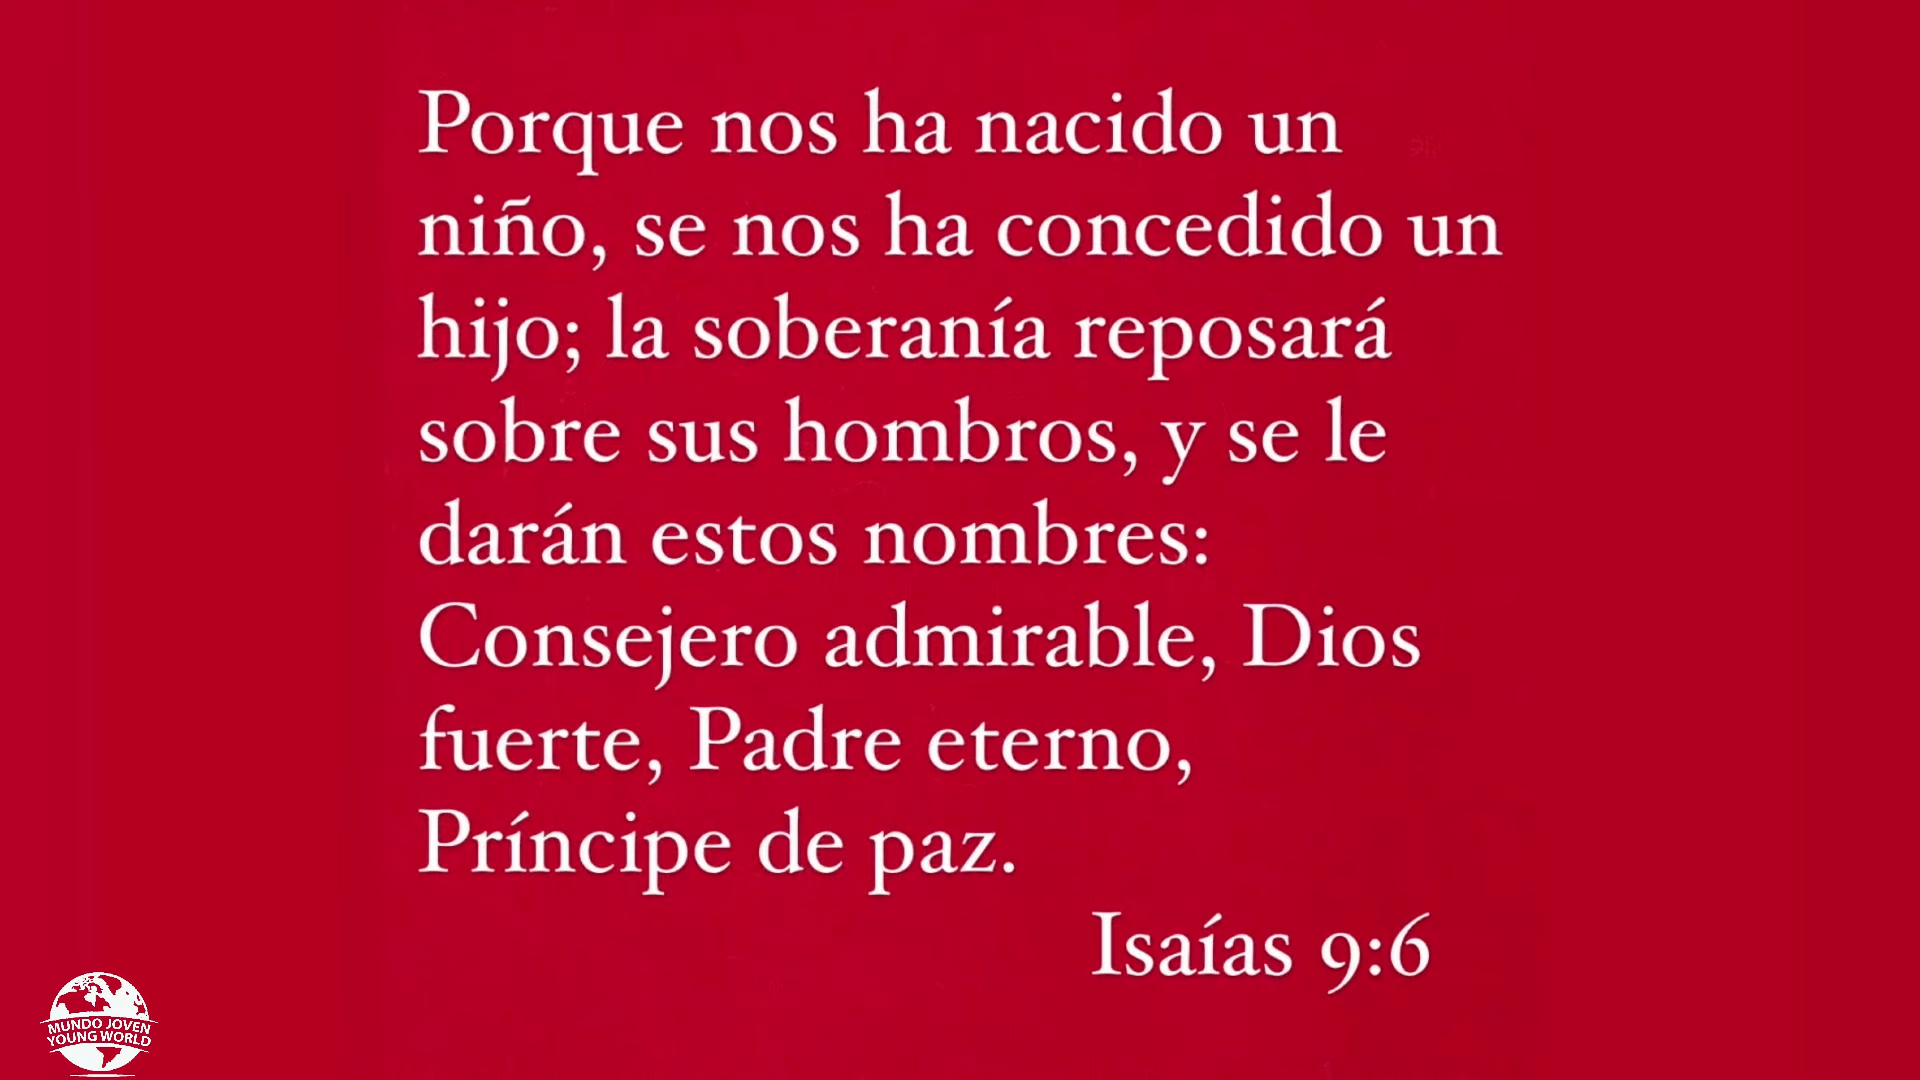 Porque nos ha nacido un
niño, se nos ha concedido un
hijo; la soberanía reposará
sobre sus hombros, y se le
darán estos nombres:
Consejero admirable, Dios
fuerte, Padre eterno,
Príncipe de paz.
Isaías 9:6
MUNDO JOVEN
YOUNG WORLD